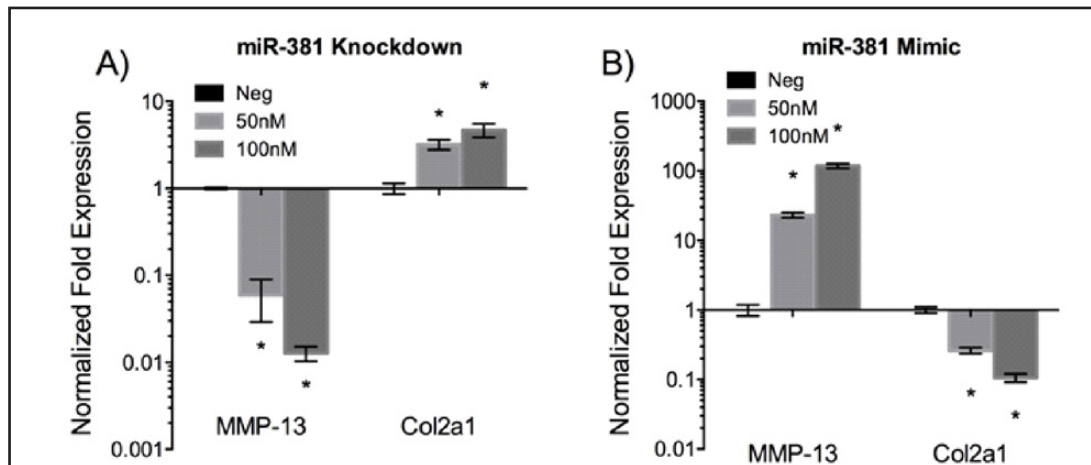 A)
miR-381 Knockdown
Neg
50nM
100nM
Normalized Fold Expression
10
1
0.1
0.01
0.001
*
*
*
*
MMP-13
Col2a1
B)
miR-381 Mimic
Neg
50nM
100nM
Normalized Fold Expression
1000
100
10
1
0.1
0.01
*
*
*
*
MMP-13
Col2a1